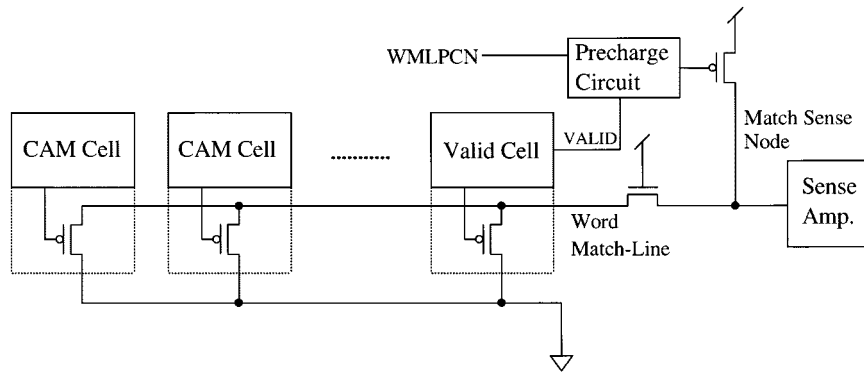 WMLPCN
Precharge
Circuit
Match Sense
Node
CAM Cell
CAM Cell
Valid Cell
VALID
Sense
Amp.
Word
Match-Line